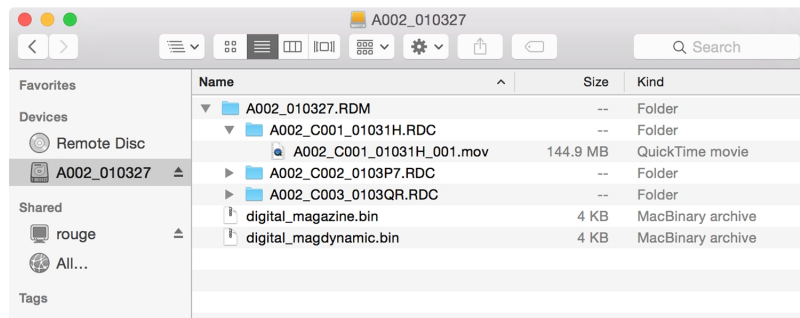 A002_010327
Search
Favorites
Devices
Remote Disc
A002_010327
Shared
rouge
All...
Tags
Name Size Kind
A002_010327.RDM -- Folder
A002_C001_01031H.RDC -- Folder
A002_C001_01031H_001.mov 144.9 MB QuickTime movie
A002_C002_0103P7.RDC -- Folder
A002_C003_0103QR.RDC -- Folder
digital_magazine.bin 4 KB MacBinary archive
digital_magdynamic.bin 4 KB MacBinary archive